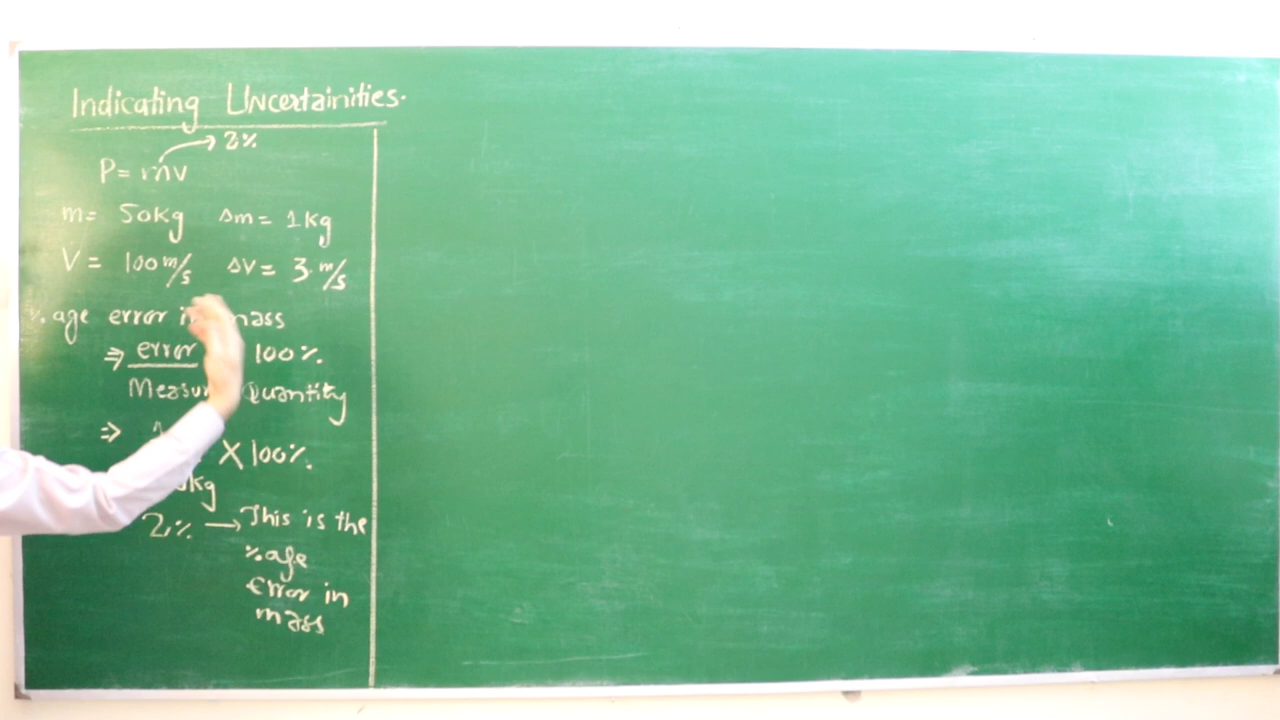 Indicating Uncertainities.
2%
P = mv
m = 50kg Δm = 1kg
V = 100 m/s ΔV = 3 m/s
%age error in mass
⇒ error 100%
Quantity
⇒
X 100%
kg
2% → This is the
%age
error in
mass